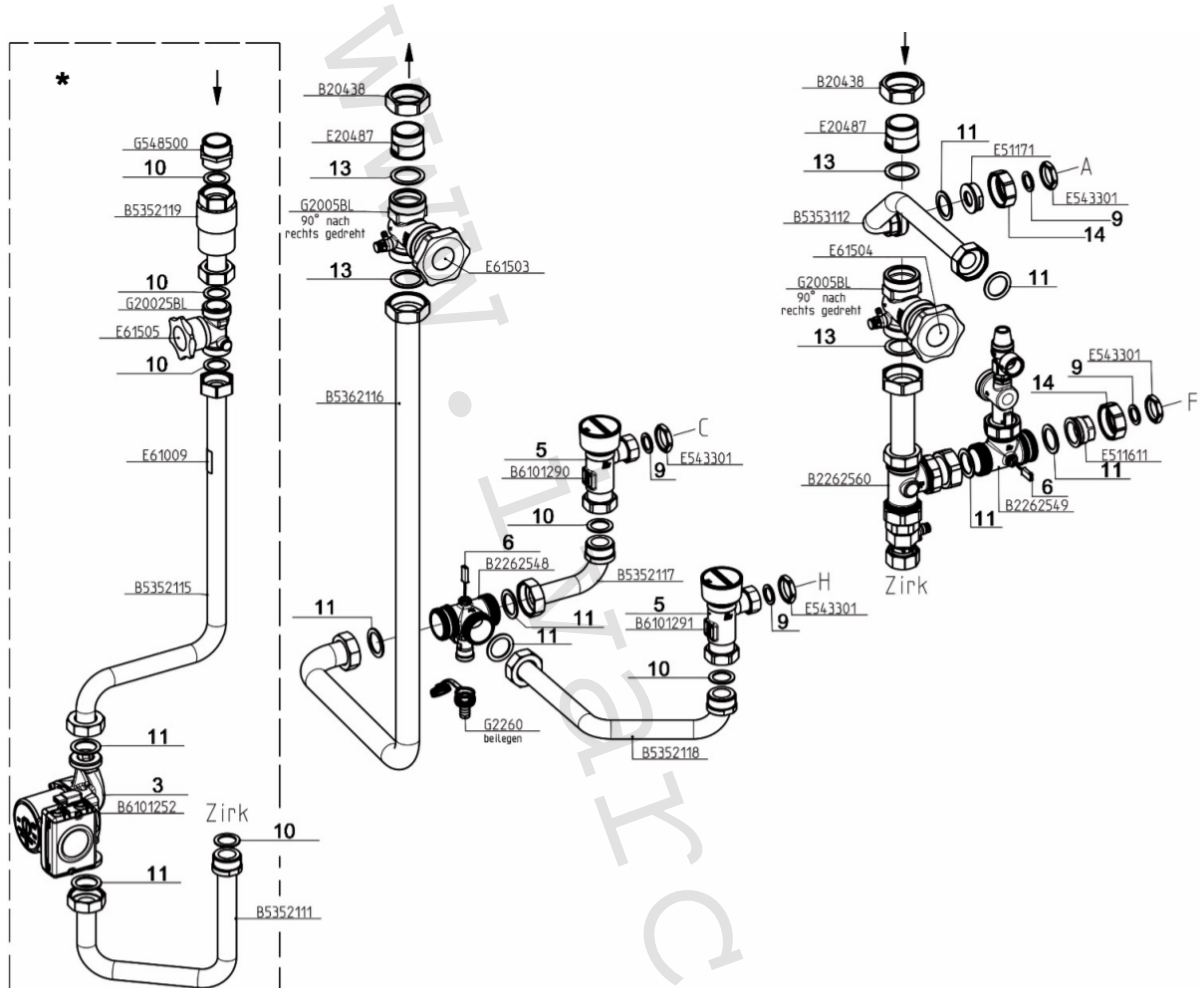 *
G548500
10
B5352119
10
G20025BL
E61505
10
E61009
B5352115
11
3
B6101252
Zirk
10
11
B5352111
B20438
E20487
13
G2005BL
90° nach
rechts gedreht
E61503
13
B5362116
C
5
E543301
B6101290
9
10
6
B2262548
B5352117
11
11
11
G2260
beilegen
H
5
E543301
B6101291
9
10
B5352118
B20438
E20487
11
E51171
A
13
E543301
B5353112
9
14
E61504
11
G2005BL
90° nach
rechts gedreht
13
E543301
9
14
F
E511611
11
B2262560
6
B2262549
11
Zirk
www.ivarc